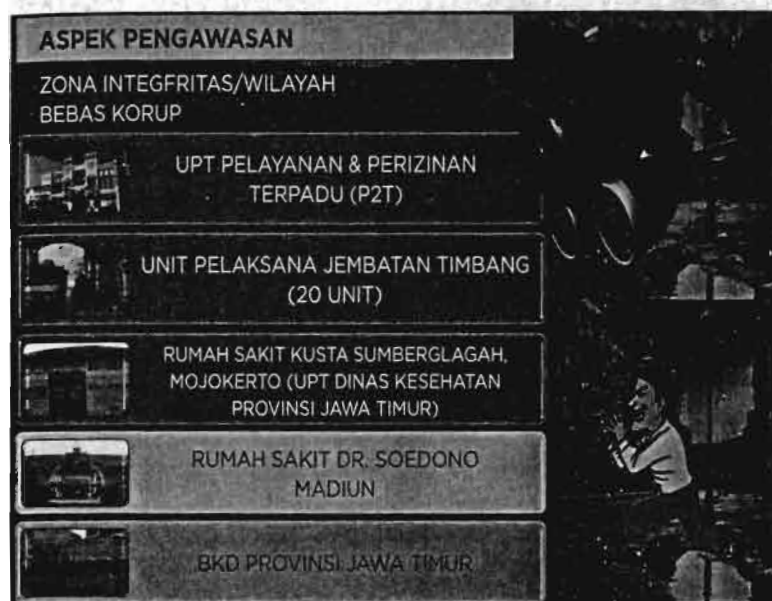 ASPEK PENGAWASAN
ZONA INTEGFRITAS/WILAYAH
BEBAS KORUP
UPT PELAYANAN & PERIZINAN
TERPADU (P2T)
UNIT PELAKSANA JEMBATAN TIMBANG
(20 UNIT)
RUMAH SAKIT KUSTA SUMBERGLAGAH,
MOJOKERTO (UPT DINAS KESEHATAN
PROVINSI JAWA TIMUR)
RUMAH SAKIT DR. SOEDONO
MADIUN
BKD PROVINSI JAWA TIMUR